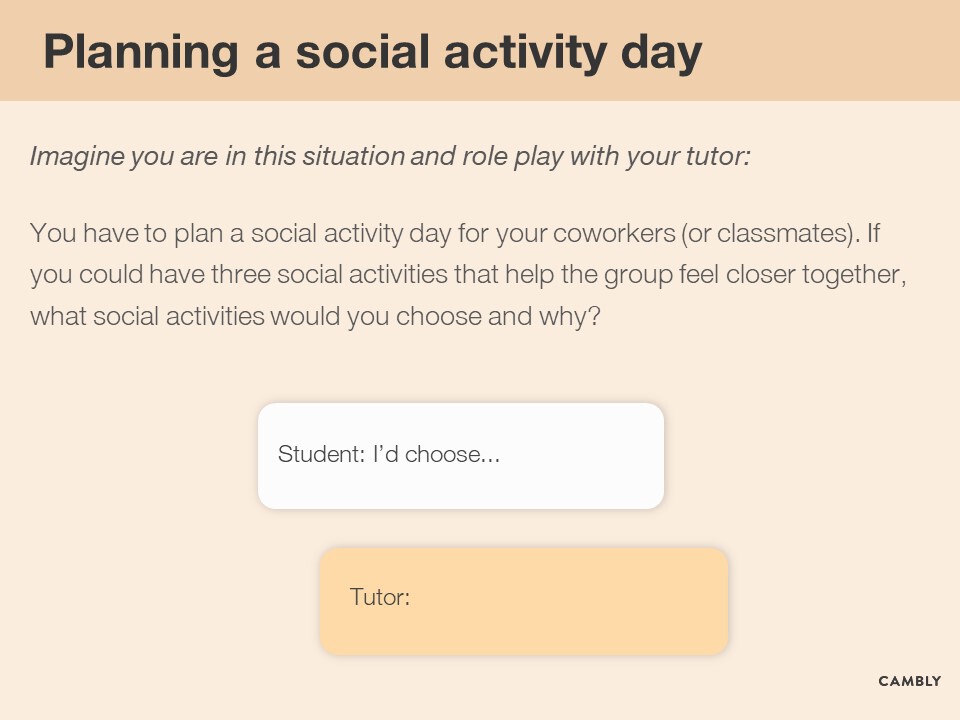 Planning a social activity day
Imagine you are in this situation and role play with your tutor:
You have to plan a social activity day for your coworkers (or classmates). If
you could have three social activities that help the group feel closer together,
what social activities would you choose and why?
Student: I’d choose...
Tutor:
CAMBLY